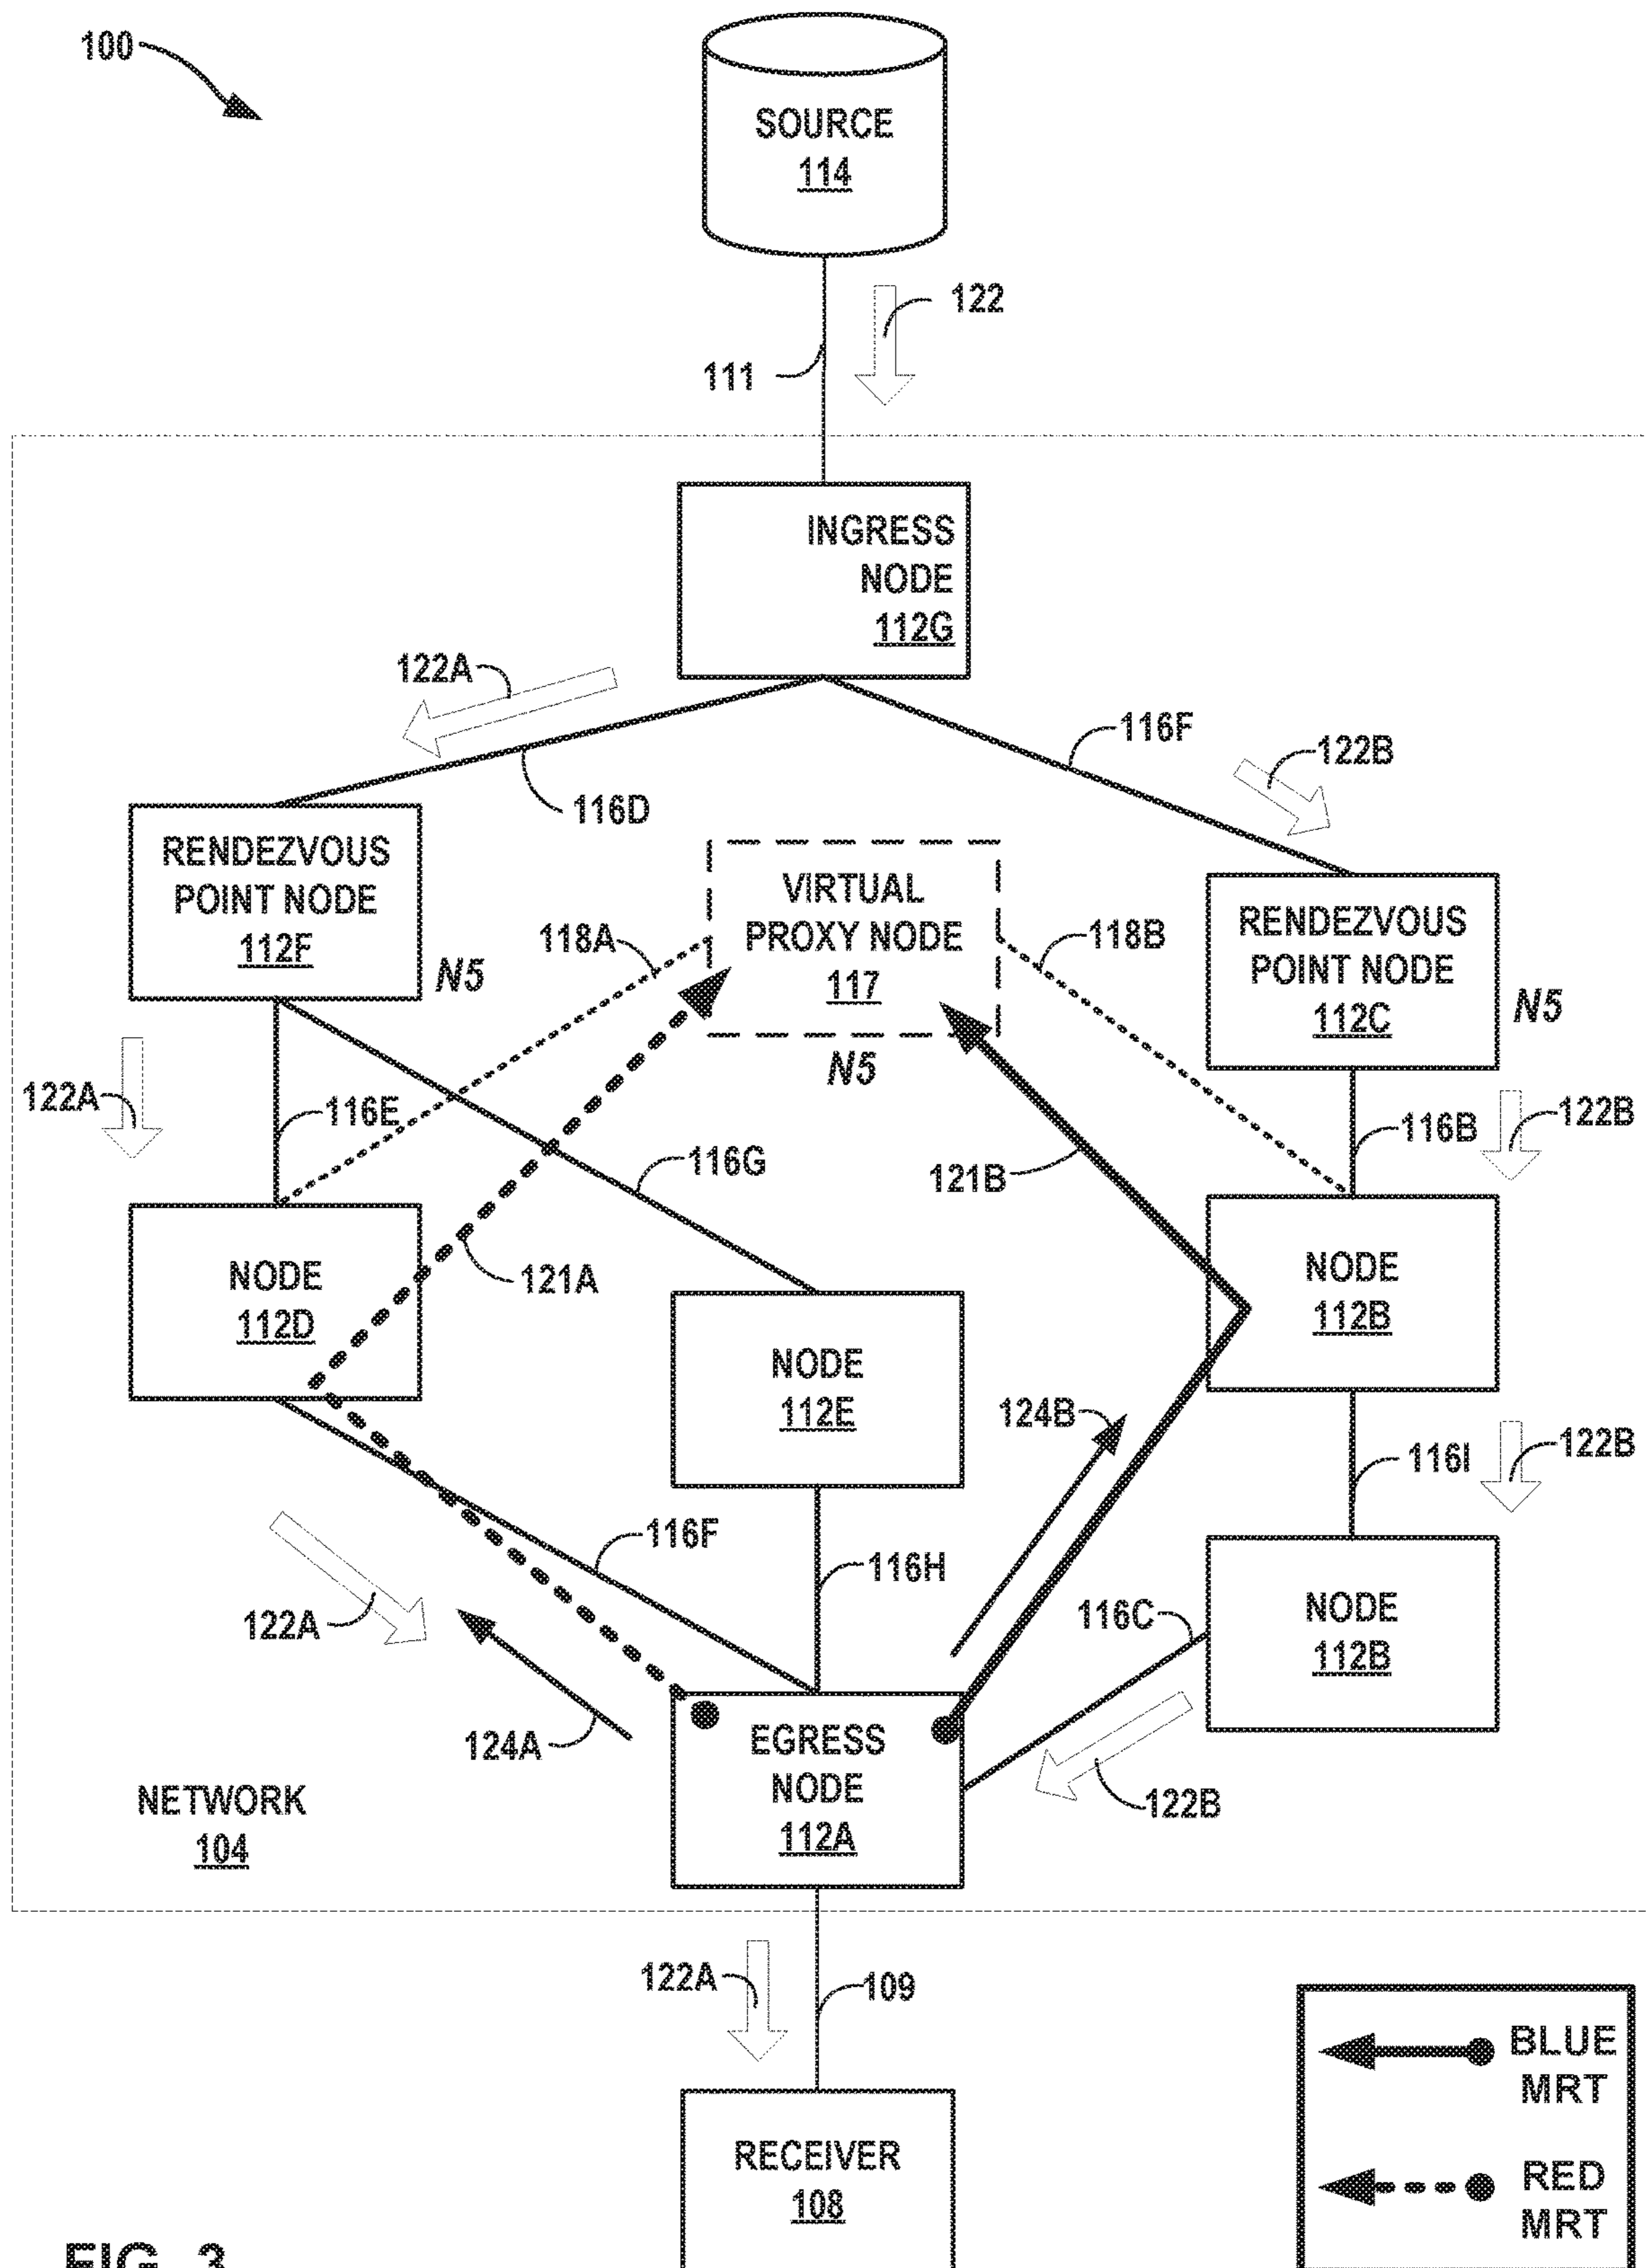 100
SOURCE
114
122
111
INGRESS
NODE
112G
122A
116F
122B
116D
RENDEZVOUS
POINT NODE
112F
N5
VIRTUAL
PROXY NODE
117
N5
118A
118B
RENDEZVOUS
POINT NODE
112C
N5
122A
116E
116G
121B
116B
122B
NODE
112D
121A
NODE
112E
NODE
112B
124B
116I
122B
116F
116H
NODE
112B
116C
122A
124A
EGRESS
NODE
112A
122B
NETWORK
104
122A
109
RECEIVER
108
BLUE
MRT
RED
MRT
FIG. 3